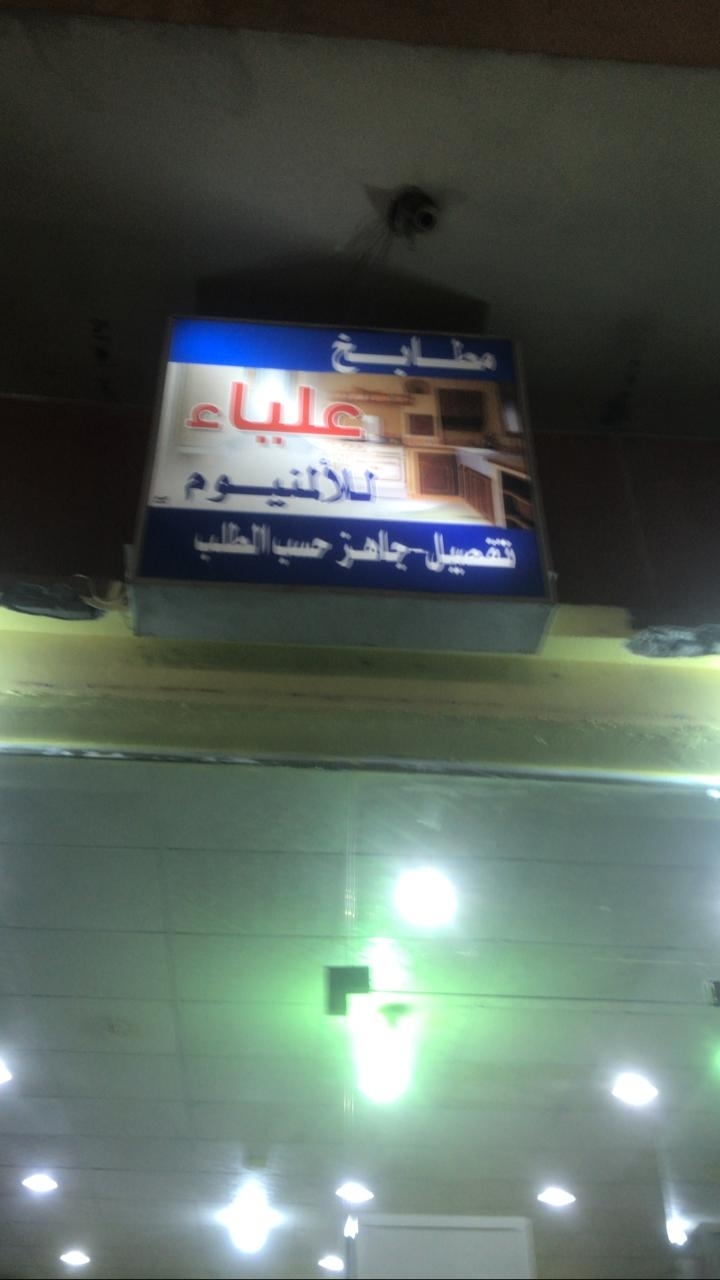 مطابخ
علياء
للألمنيوم
تفصيل - جاهز حسب الطلب